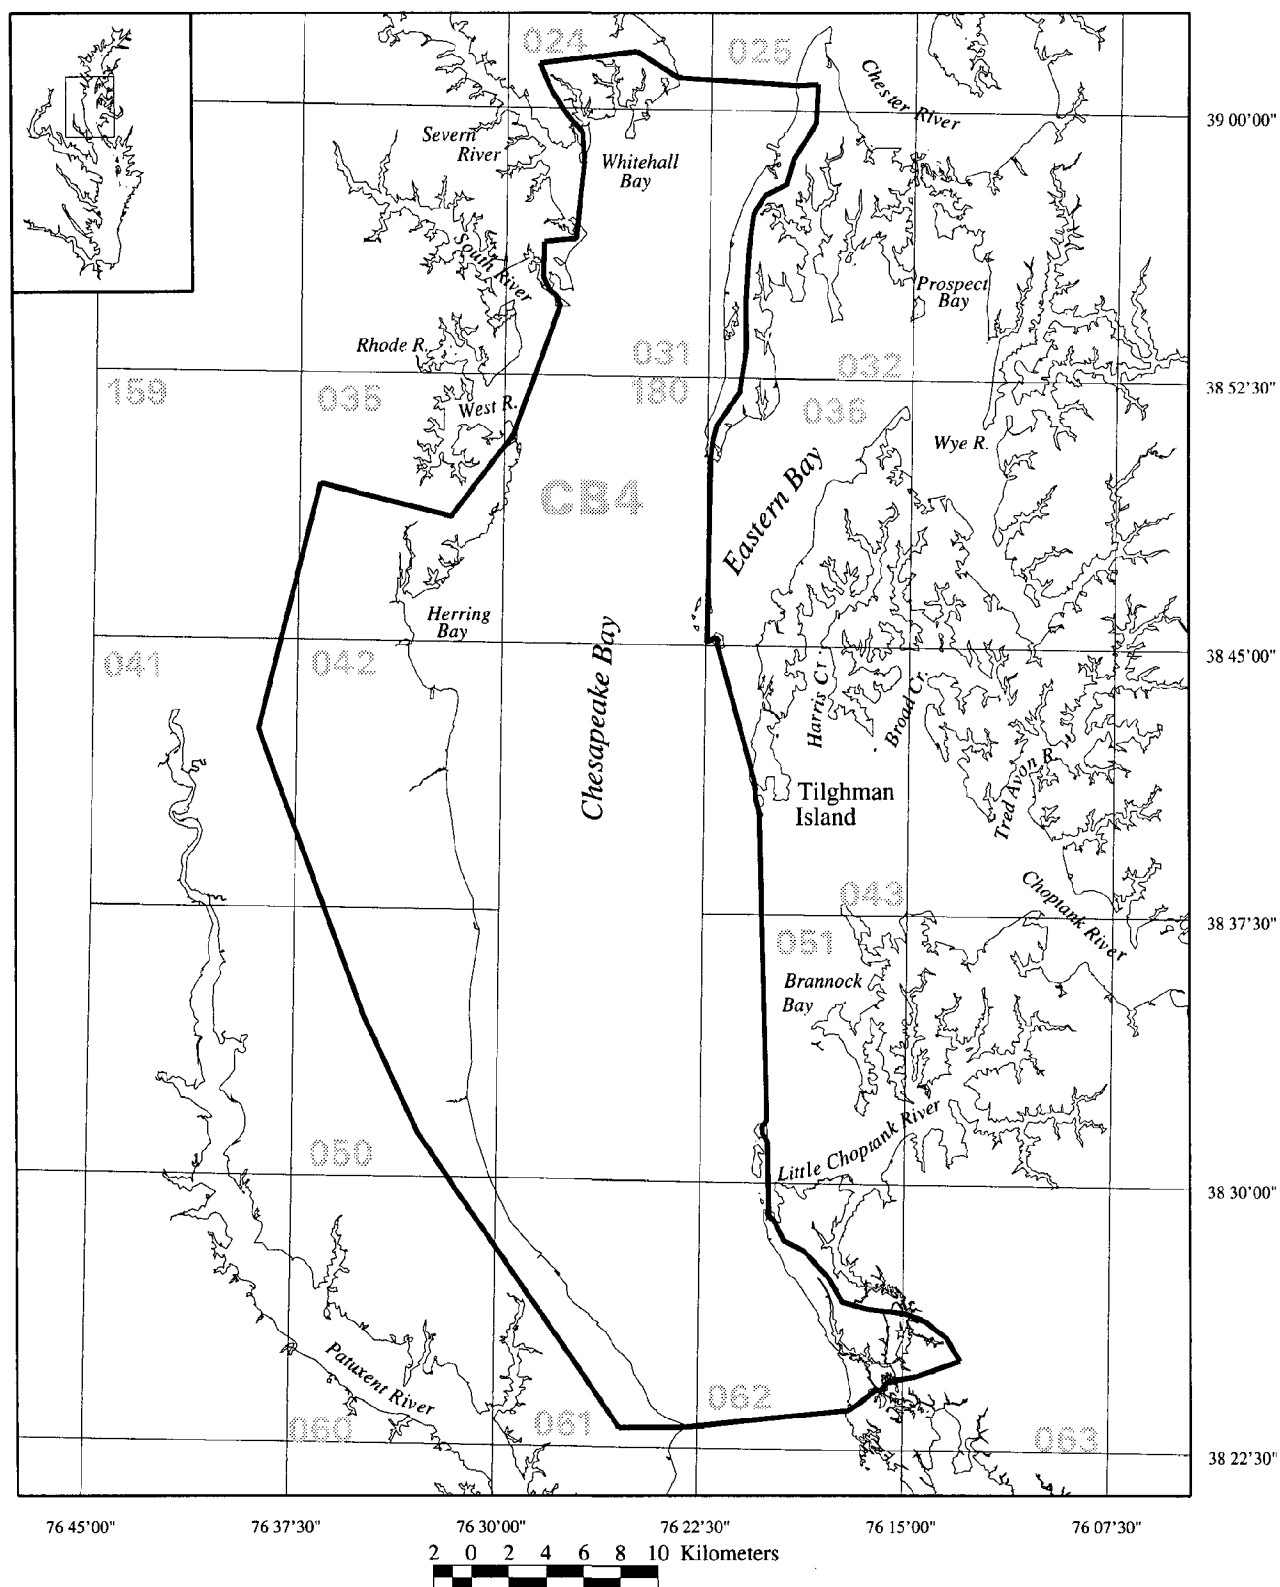 024
025
Chester River
39 00'00"
Severn
River
Whitehall
Bay
South River
Prospect
Bay
Rhode R.
031
032
159
035
180
036
38 52'30"
West R.
Wye R.
CB4
Eastern Bay
Herring
Bay
041
042
38 45'00"
Chesapeake Bay
Harris Cr.
Broad Cr.
Tred Avon R.
Tilghman
Island
043
Choptank River
38 37'30"
051
Brannock
Bay
Little Choptank River
050
38 30'00"
Patuxent River
062
060
061
063
38 22'30"
76 45'00"
76 37'30"
76 30'00"
76 22'30"
76 15'00"
76 07'30"
2 0 2 4 6 8 10 Kilometers